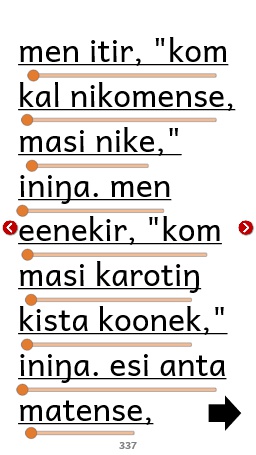 men itir, "kom
kal nikomense,
masi nike,"
iniŋa. men
eenekir, "kom
masi karotiŋ
kista koonek,"
iniŋa. esi anta
matense,
337